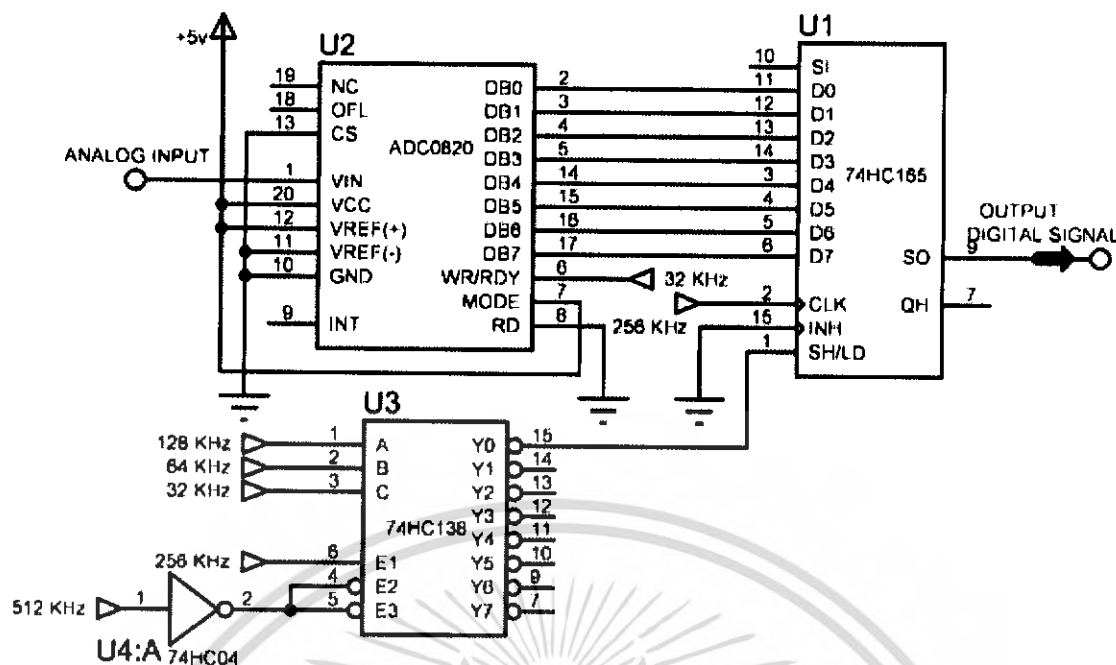 +5v
U2
U1
ANALOG INPUT
19 NC
18 OFL
13 CS
1 VIN
20 VCC
12 VREF(+)
11 VREF(-)
10 GND
9 INT
ADC0820
DB0 2
DB1 3
DB2 4
DB3 5
DB4 14
DB5 15
DB6 16
DB7 17
WR/RDY 6
MODE 7
RD 8
32 KHz
256 KHz
10 SI
11 D0
12 D1
13 D2
14 D3
3 D4
4 D5
5 D6
6 D7
74HC165
2 CLK
15 INH
1 SH/LD
SO 9
QH 7
OUTPUT
DIGITAL SIGNAL
U3
128 KHz 1 A
64 KHz 2 B
32 KHz 3 C
256 KHz 6 E1
4 E2
5 E3
74HC138
Y0 15
Y1 14
Y2 13
Y3 12
Y4 11
Y5 10
Y6 9
Y7 7
512 KHz 1 2
U4:A 74HC04